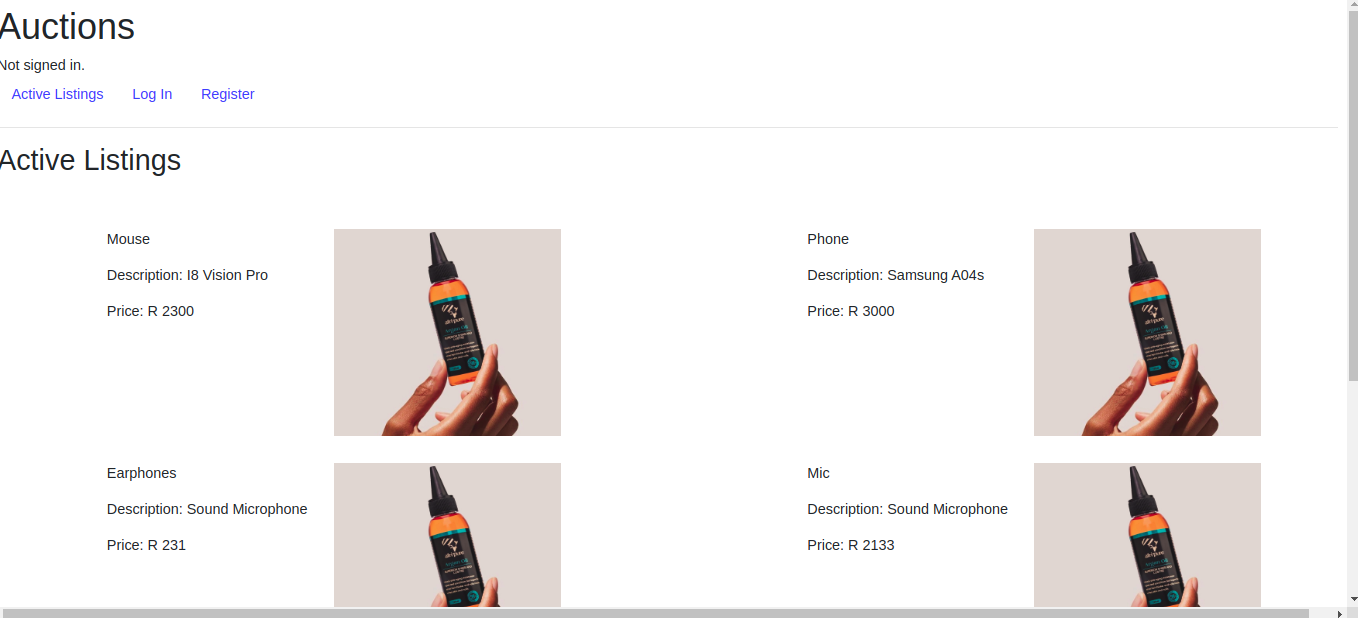 Auctions
Not signed in.
Active Listings Log In Register
Active Listings
Mouse
Description: I8 Vision Pro
Price: R 2300
Phone
Description: Samsung A04s
Price: R 3000
Earphones
Description: Sound Microphone
Price: R 231
Mic
Description: Sound Microphone
Price: R 2133